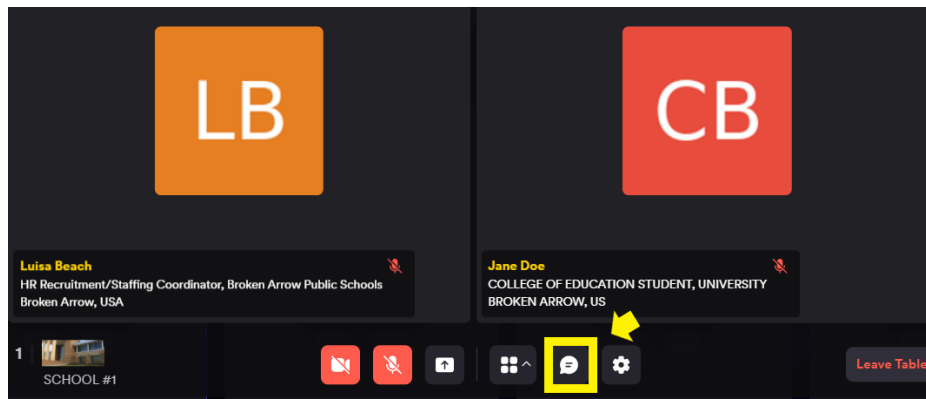 LB
CB
Luisa Beach
HR Recruitment/Staffing Coordinator, Broken Arrow Public Schools
Broken Arrow, USA
Jane Doe
COLLEGE OF EDUCATION STUDENT, UNIVERSITY
BROKEN ARROW, US
1
SCHOOL #1
Leave Table